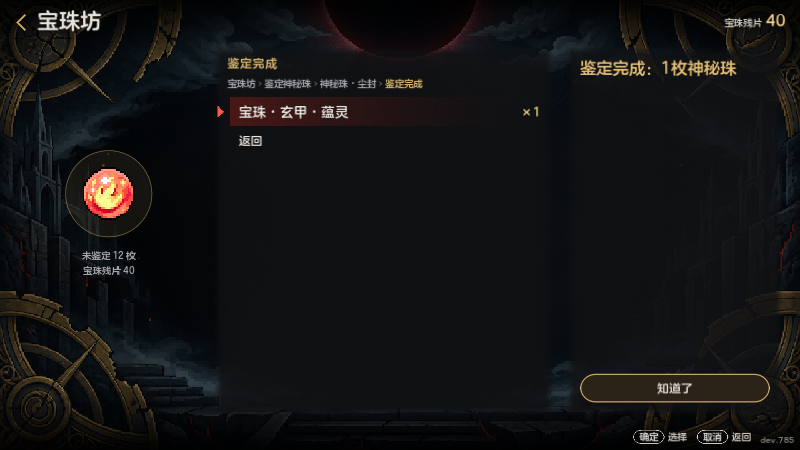 宝珠坊
宝珠残片 40
鉴定完成
宝珠坊 › 鉴定神秘珠 › 神秘珠·尘封 › 鉴定完成
宝珠·玄甲·蕴灵 ×1
返回
鉴定完成：1枚神秘珠
未鉴定 12 枚
宝珠残片 40
知道了
确定 选择 取消 返回
dev.785